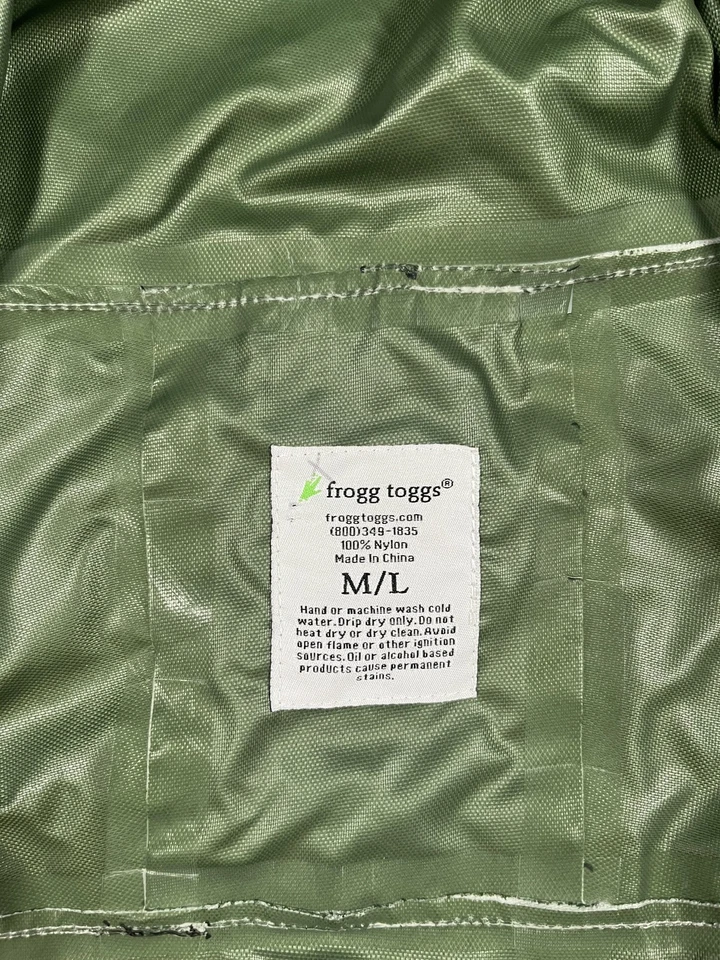 frogg toggs®
froggtoggs.com
(800)349-1835
100% Nylon
Made In China
M/L
Hand or machine wash cold
water.Drip dry only.Do not
heat dry or dry clean.Avoid
open flame or other ignition
sources.Oil or alcohol based
products cause permanent
stains.